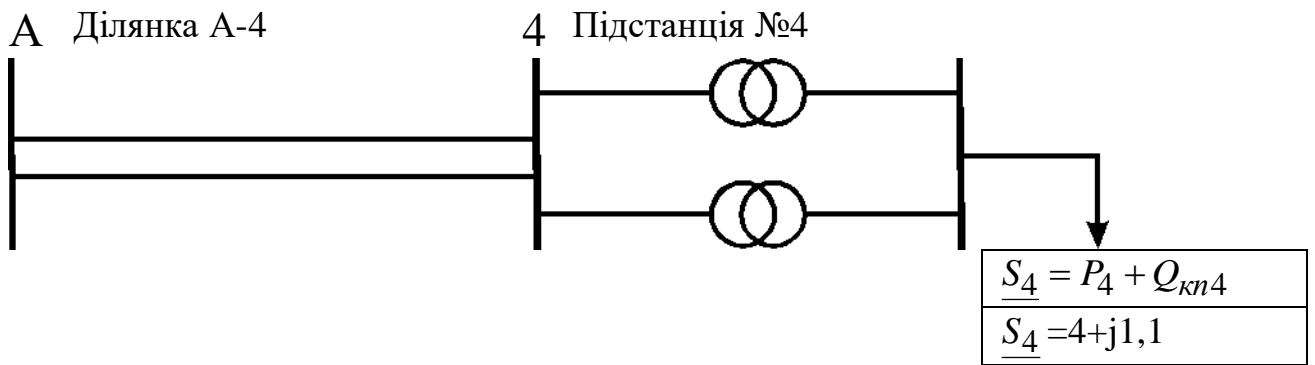 А Ділянка А-4 4 Підстанція №4
S4 = P4 + Qкп4
S4 =4+j1,1